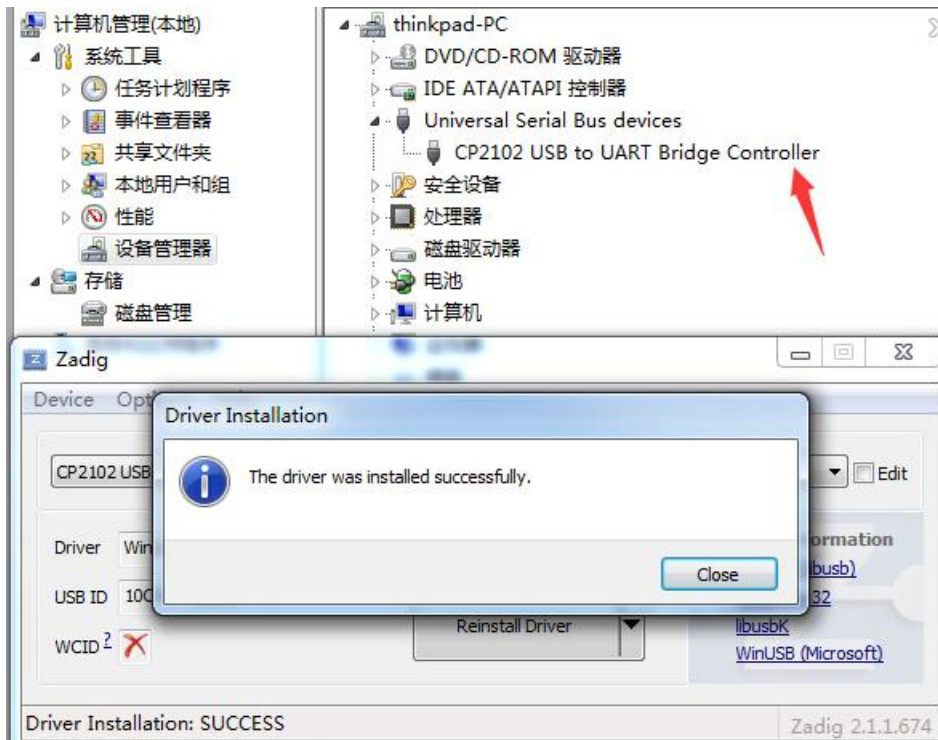 计算机管理(本地)
系统工具
任务计划程序
事件查看器
共享文件夹
本地用户和组
性能
设备管理器
存储
磁盘管理
thinkpad-PC
DVD/CD-ROM 驱动器
IDE ATA/ATAPI 控制器
Universal Serial Bus devices
CP2102 USB to UART Bridge Controller
安全设备
处理器
磁盘驱动器
电池
计算机
Zadig
Device
Driver Installation
The driver was installed successfully.
Close
CP2102 USB
Edit
Driver
USB ID
WCID ?
Reinstall Driver
libusbK
WinUSB (Microsoft)
Driver Installation: SUCCESS
Zadig 2.1.1.674